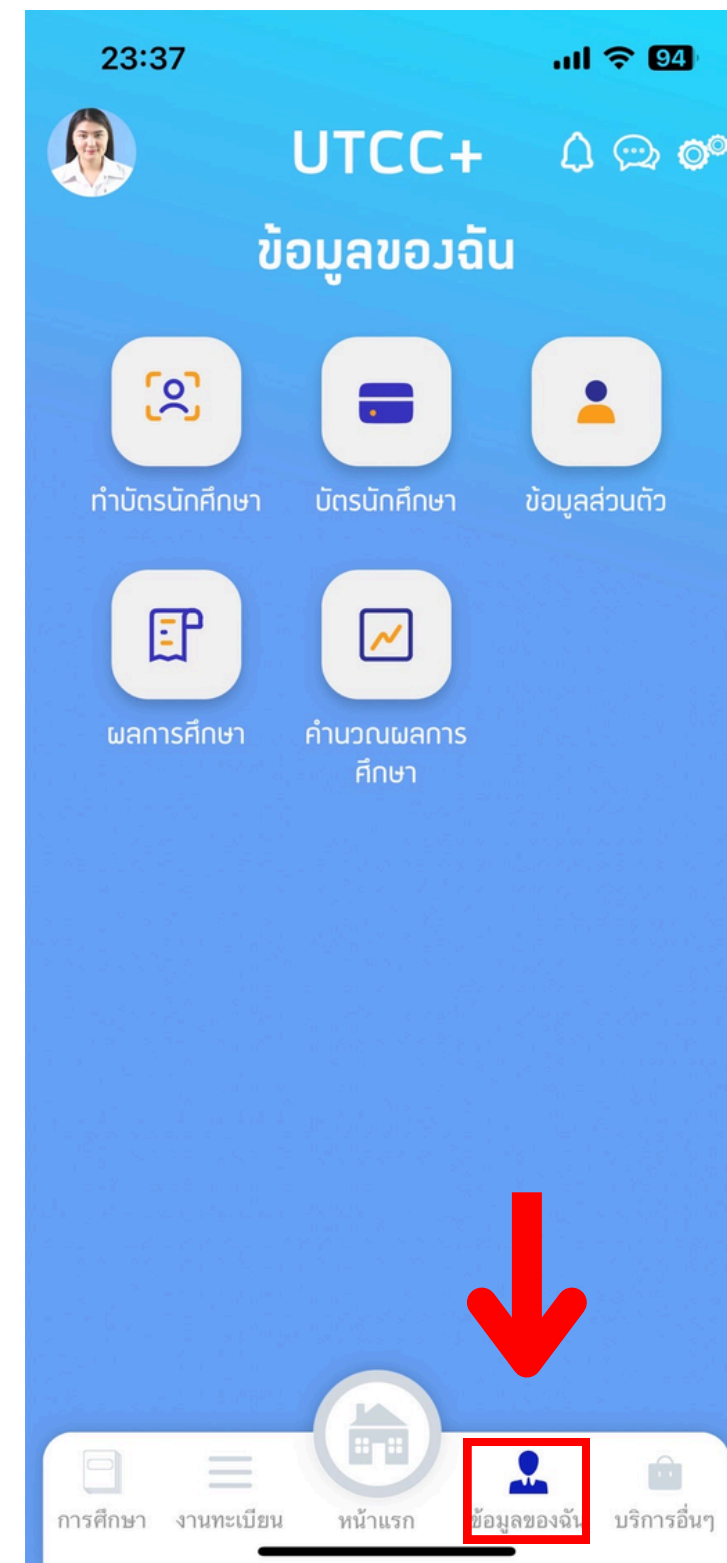 23:37
94
UTCC+
ข้อมูลของฉัน
ทำบัตรนักศึกษา
บัตรนักศึกษา
ข้อมูลส่วนตัว
ผลการศึกษา
คำนวณผลการ
ศึกษา
การศึกษา
งานทะเบียน
หน้าแรก
ข้อมูลของฉัน
บริการอื่นๆ